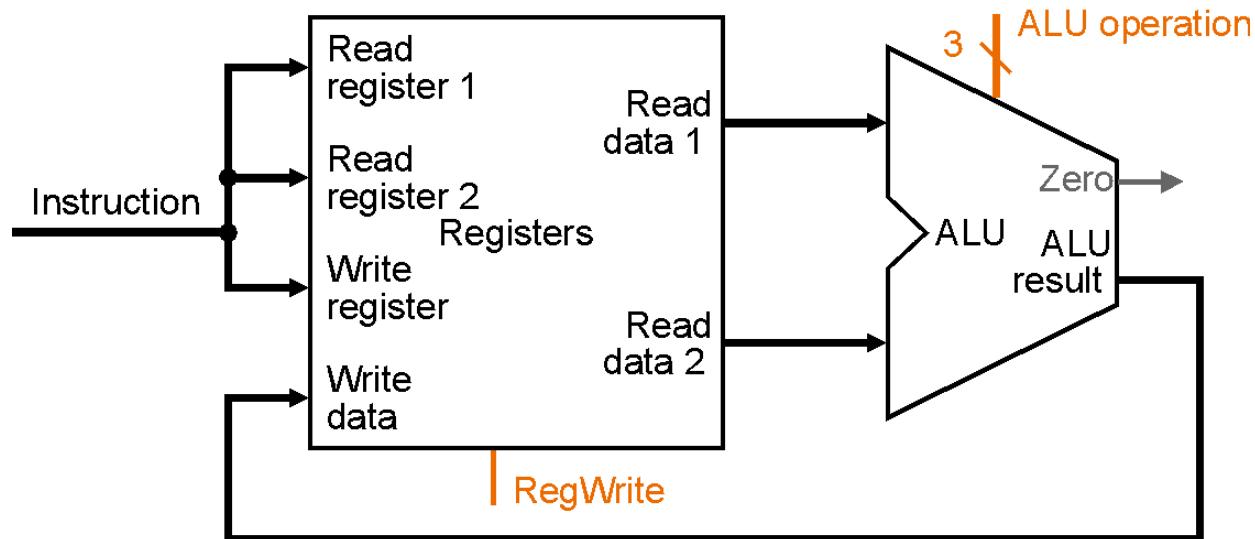 ALU operation
3
Read
register 1
Read
data 1
Read
register 2
Zero
Instruction
Registers
ALU
ALU
result
Write
register
Read
data 2
Write
data
RegWrite